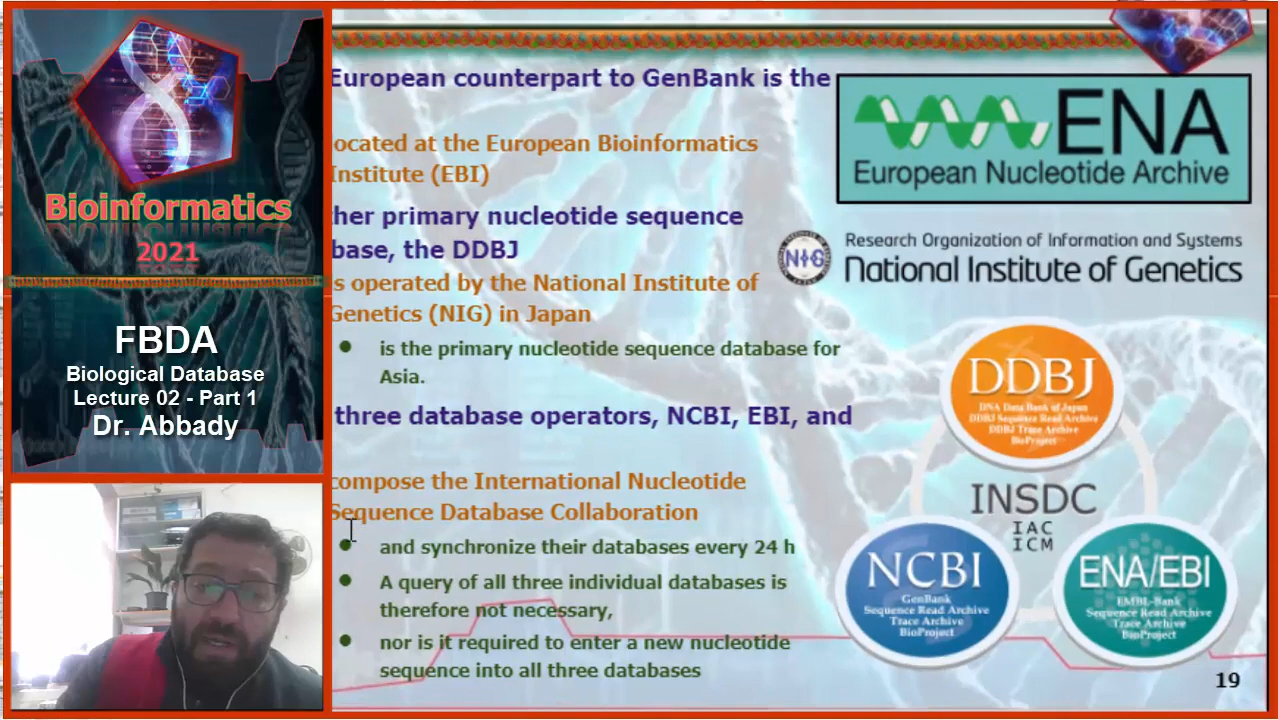 Bioinformatics
2021
FBDA
Biological Database
Lecture 02 - Part 1
Dr. Abbady
European counterpart to GenBank is the
ocated at the European Bioinformatics
Institute (EBI)
ther primary nucleotide sequence
base, the DDBJ
s operated by the National Institute of
Genetics (NIG) in Japan
is the primary nucleotide sequence database for
Asia.
three database operators, NCBI, EBI, and
compose the International Nucleotide
Sequence Database Collaboration
and synchronize their databases every 24 h
A query of all three individual databases is
therefore not necessary,
nor is it required to enter a new nucleotide
sequence into all three databases
ENA
European Nucleotide Archive
NIG
Research Organization of Information and Systems
National Institute of Genetics
DDBJ
DNA Data Bank of Japan
DDBJ Sequence Read Archive
DDBJ Trace Archive
BioProject
INSDC
IAC
ICM
NCBI
GenBank
Sequence Read Archive
Trace Archive
BioProject
ENA/EBI
EMBL-Bank
Sequence Read Archive
Trace Archive
BioProject
19